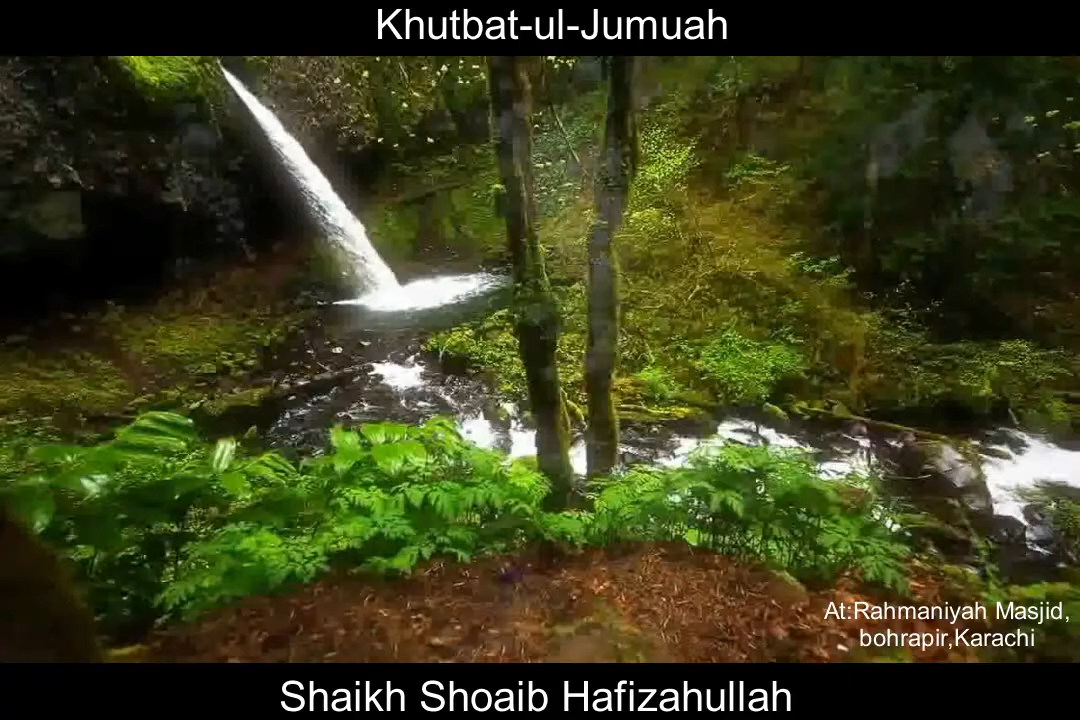 Khutbat-ul-Jumuah
At:Rahmaniyah Masjid,
bohrapir,Karachi
Shaikh Shoaib Hafizahullah